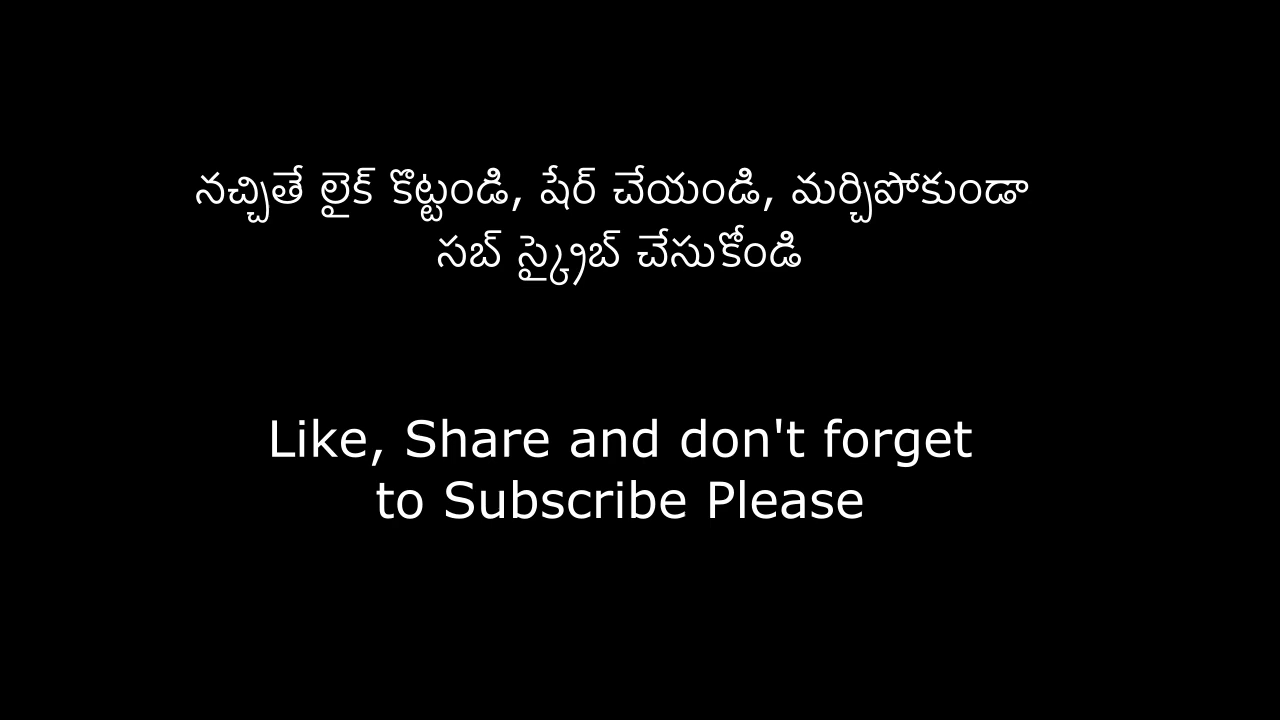 నచ్చితే లైక్ కొట్టండి, షేర్ చేయండి, మర్చిపోకుండా
సబ్ స్క్రైబ్ చేసుకోండి
Like, Share and don't forget
to Subscribe Please